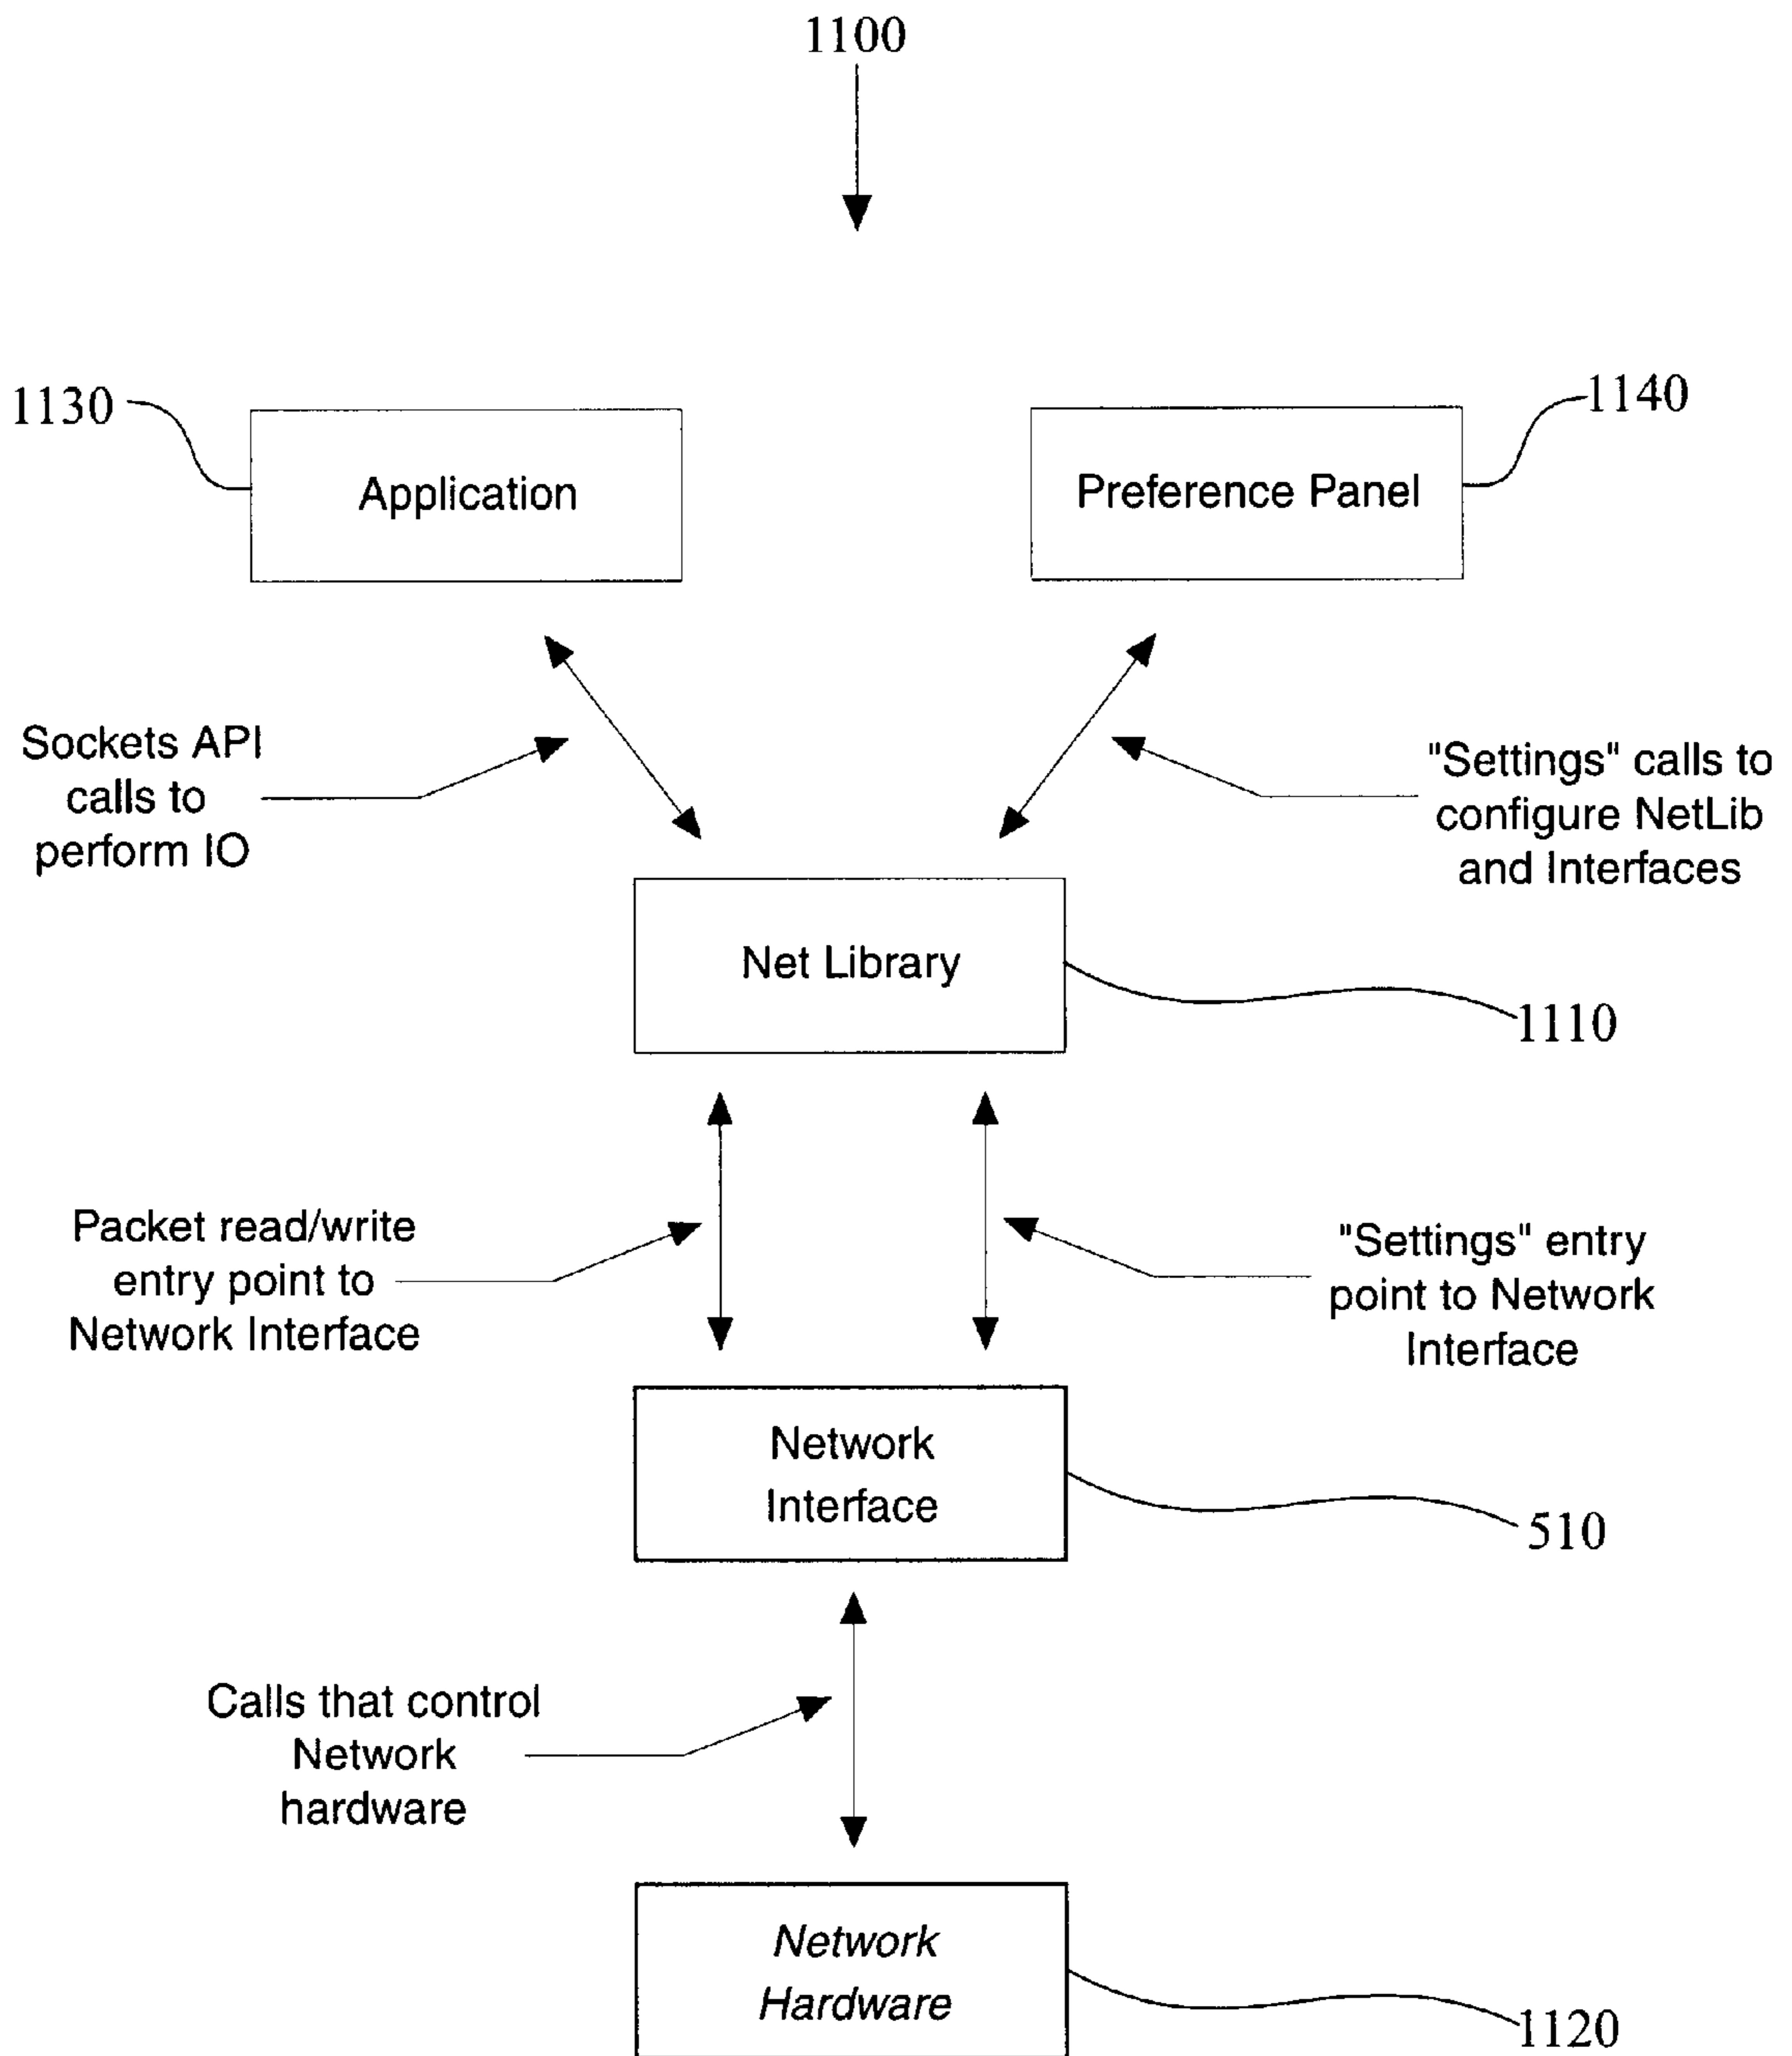 1100
1130
1140
Application
Preference Panel
Sockets API
calls to
perform IO
"Settings" calls to
configure NetLib
and Interfaces
Net Library
1110
Packet read/write
entry point to
Network Interface
"Settings" entry
point to Network
Interface
Network
Interface
510
Calls that control
Network
hardware
Network
Hardware
1120